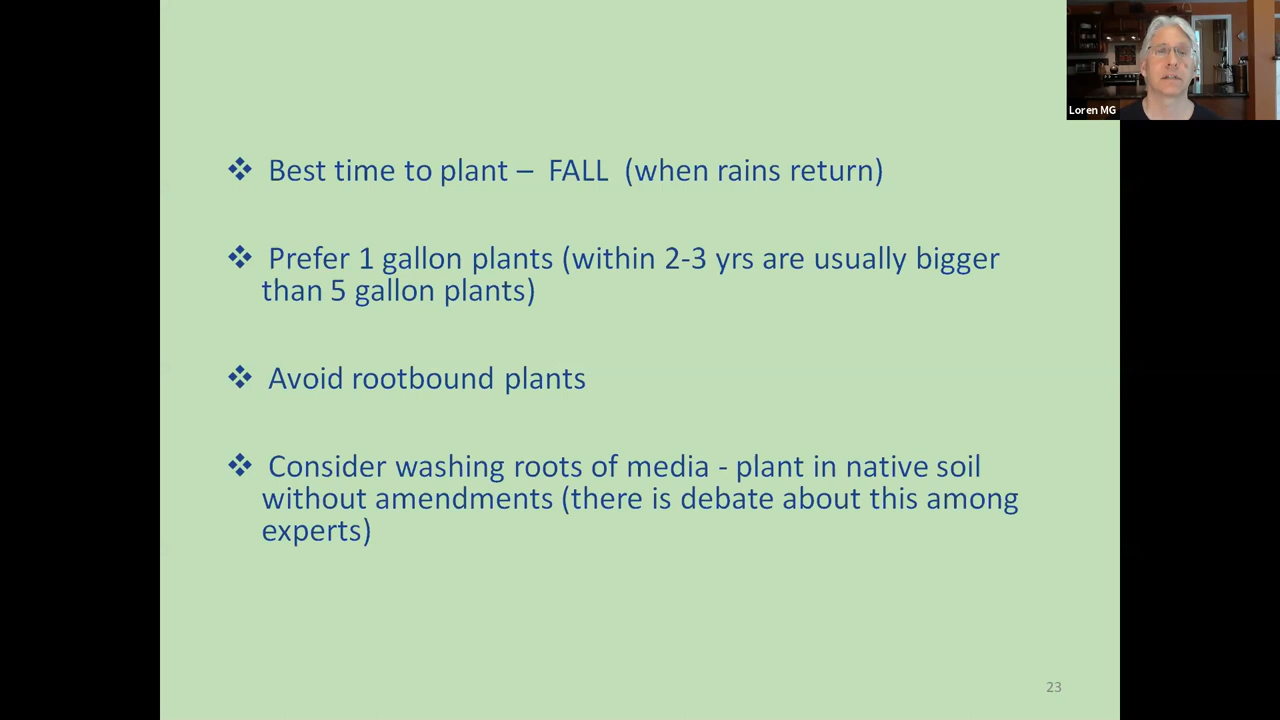 Loren MG
❖ Best time to plant – FALL (when rains return)
❖ Prefer 1 gallon plants (within 2-3 yrs are usually bigger
than 5 gallon plants)
❖ Avoid rootbound plants
❖ Consider washing roots of media - plant in native soil
without amendments (there is debate about this among
experts)
23